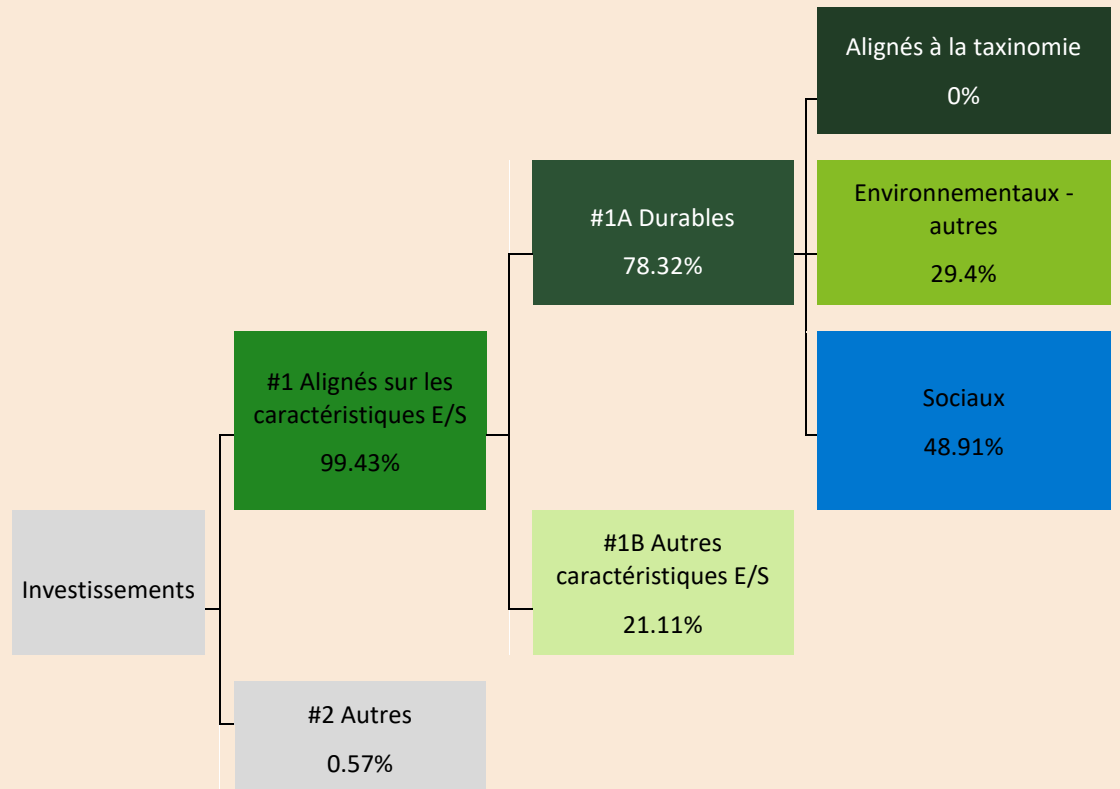 Alignés à la taxinomie
0%
#1A Durables
78.32%
Environnementaux -
autres
29.4%
#1 Alignés sur les
caractéristiques E/S
99.43%
Sociaux
48.91%
Investissements
#1B Autres
caractéristiques E/S
21.11%
#2 Autres
0.57%